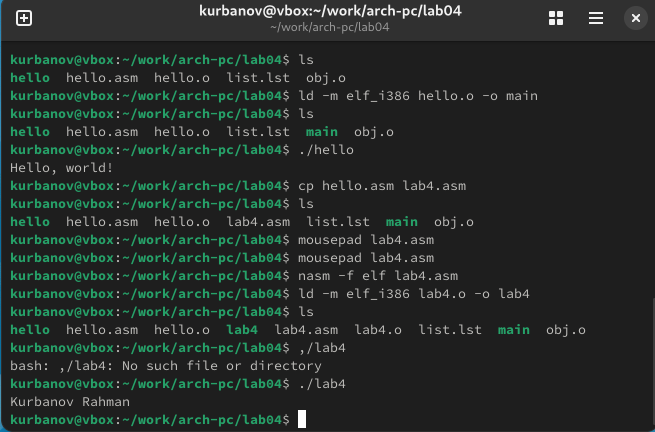 kurbanov@vbox:~/work/arch-pc/lab04
~/work/arch-pc/lab04
kurbanov@vbox:~/work/arch-pc/lab04$ ls
hello  hello.asm  hello.o  list.lst  obj.o
kurbanov@vbox:~/work/arch-pc/lab04$ ld -m elf_i386 hello.o -o main
kurbanov@vbox:~/work/arch-pc/lab04$ ls
hello  hello.asm  hello.o  list.lst  main  obj.o
kurbanov@vbox:~/work/arch-pc/lab04$ ./hello
Hello, world!
kurbanov@vbox:~/work/arch-pc/lab04$ cp hello.asm lab4.asm
kurbanov@vbox:~/work/arch-pc/lab04$ ls
hello  hello.asm  hello.o  lab4.asm  list.lst  main  obj.o
kurbanov@vbox:~/work/arch-pc/lab04$ mousepad lab4.asm
kurbanov@vbox:~/work/arch-pc/lab04$ mousepad lab4.asm
kurbanov@vbox:~/work/arch-pc/lab04$ nasm -f elf lab4.asm
kurbanov@vbox:~/work/arch-pc/lab04$ ld -m elf_i386 lab4.o -o lab4
kurbanov@vbox:~/work/arch-pc/lab04$ ls
hello  hello.asm  hello.o  lab4  lab4.asm  lab4.o  list.lst  main  obj.o
kurbanov@vbox:~/work/arch-pc/lab04$ ,/lab4
bash: ,/lab4: No such file or directory
kurbanov@vbox:~/work/arch-pc/lab04$ ./lab4
Kurbanov Rahman
kurbanov@vbox:~/work/arch-pc/lab04$